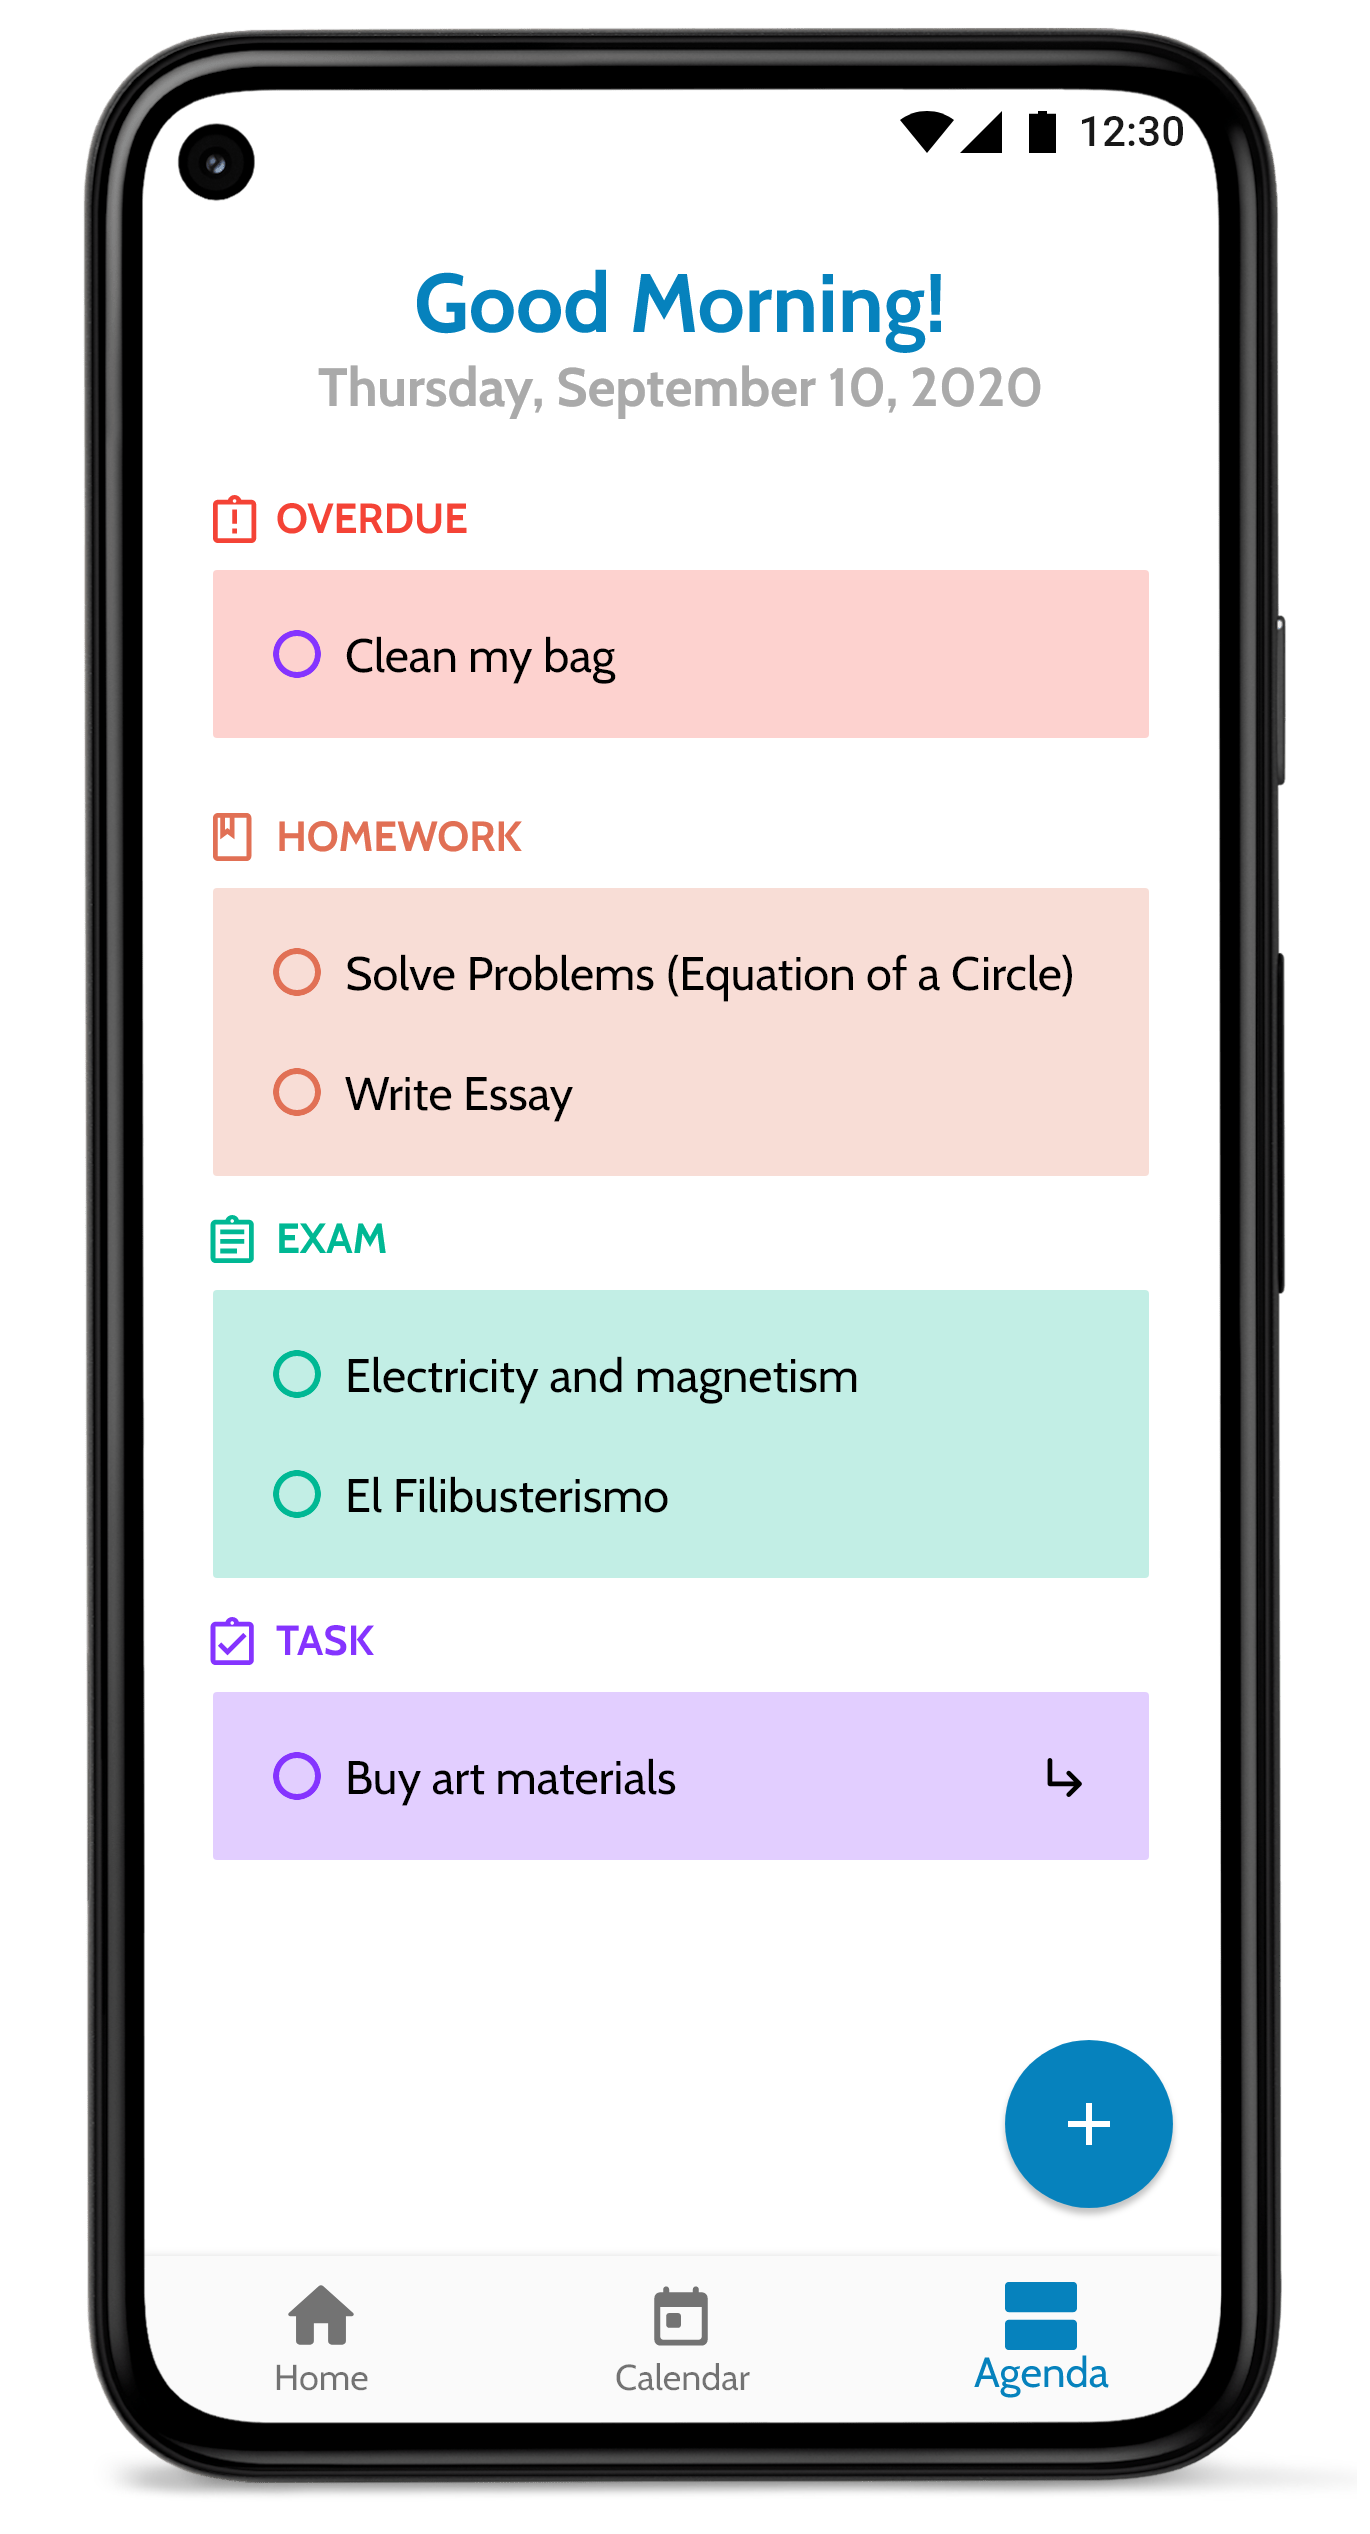 12:30
Good Morning!
Thursday, September 10, 2020
OVERDUE
Clean my bag
HOMEWORK
Solve Problems (Equation of a Circle)
Write Essay
EXAM
Electricity and magnetism
El Filibusterismo
TASK
Buy art materials
Home
Calendar
Agenda